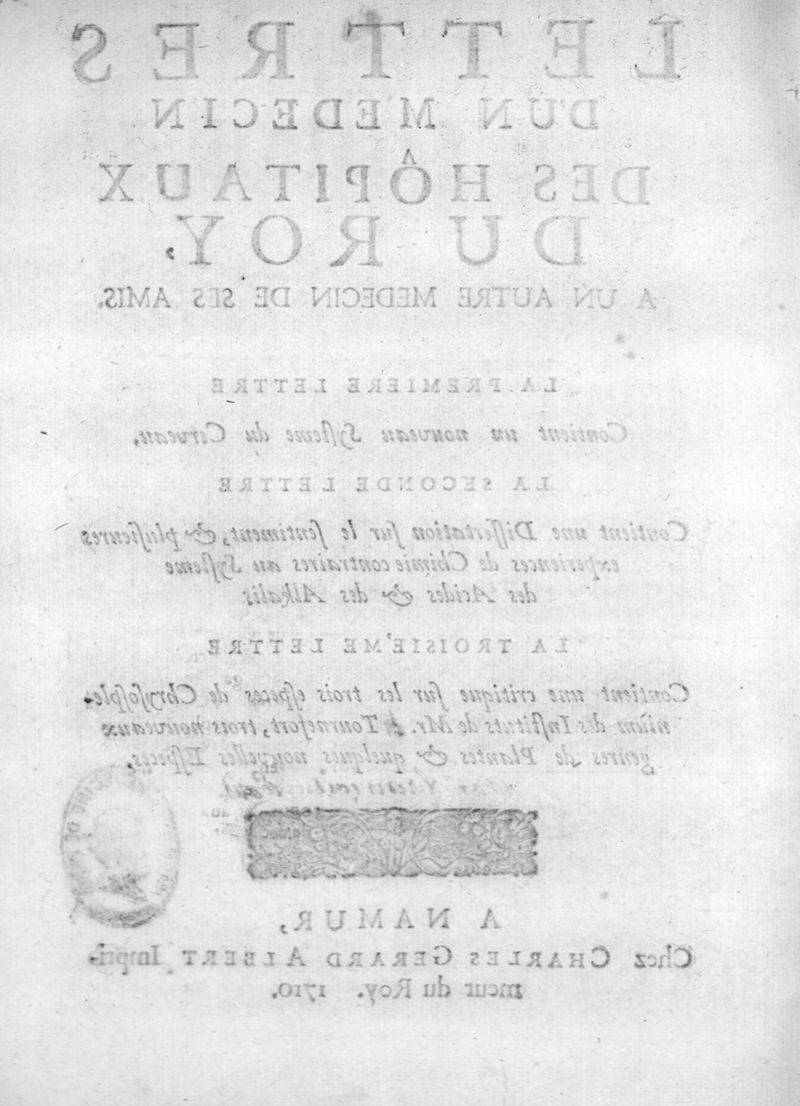 LETTRES
D'UN MEDECIN
DES HÔPITAUX
DU ROY,
A UN AUTRE MEDECIN DE SES AMIS.
LA PREMIERE LETTRE
Contient un nouveau Syſteme du Cerveau,
LA SECONDE LETTRE
Contient une Diſſertation ſur le ſentiment, & pluſieures
experiences de Chimie contraires au Syſteme
des Acides & des Alkalis
LA TROISIE'ME LETTRE
Contient une critique ſur les trois eſpeces de Chryſoſple-
nium des Inſtituts de Mr. Tournefort, trois nouveaux
genres de Plantes & quelques nouvelles Eſpeces,
A NAMUR,
Chez CHARLES GERARD ALBERT Impri-
meur du Roy. 1710.